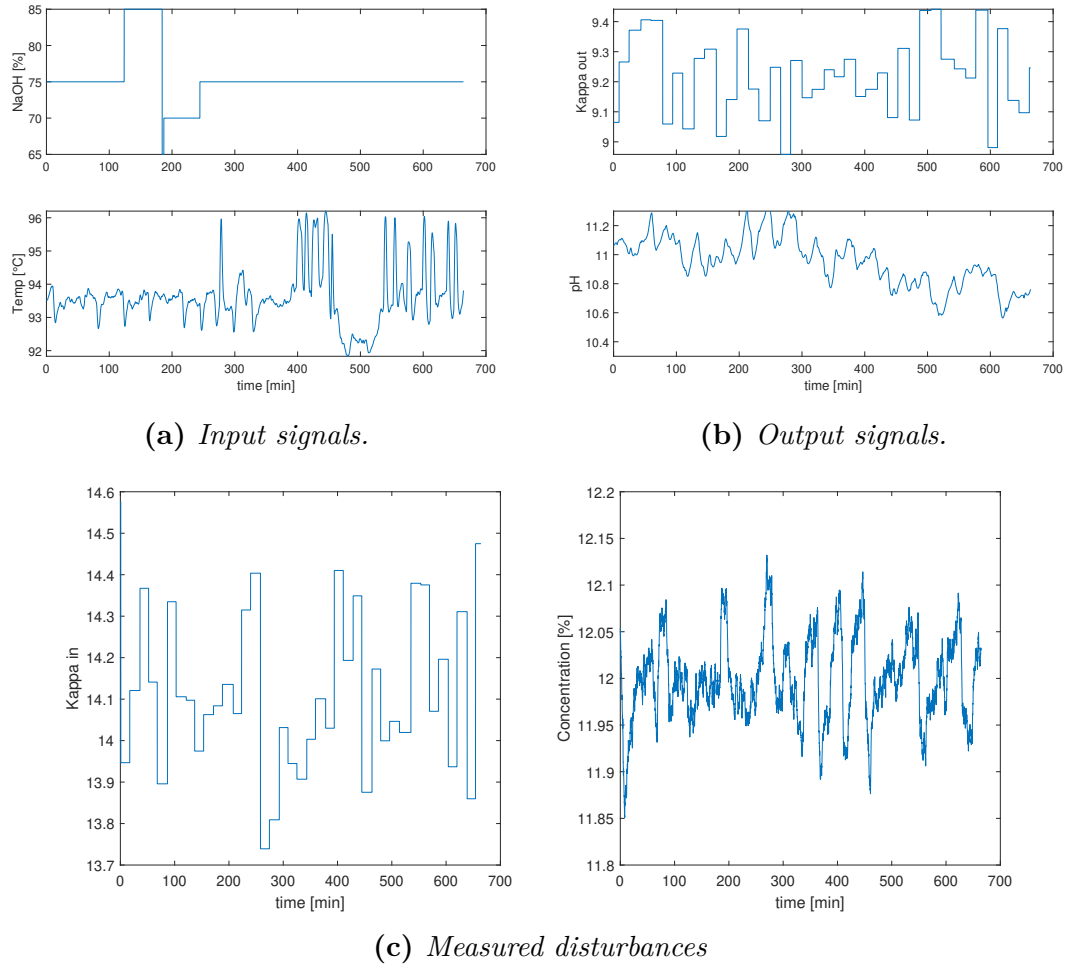 85
80
75
70
65
NaOH [%]
0 100 200 300 400 500 600 700
96
95
94
93
92
Temp [°C]
0 100 200 300 400 500 600 700
time [min]
(a) Input signals.
9.4
9.3
9.2
9.1
9
Kappa out
0 100 200 300 400 500 600 700
11.2
11
10.8
10.6
10.4
pH
0 100 200 300 400 500 600 700
time [min]
(b) Output signals.
14.6
14.5
14.4
14.3
14.2
14.1
14
13.9
13.8
13.7
Kappa in
0 100 200 300 400 500 600 700
time [min]
12.2
12.15
12.1
12.05
12
11.95
11.9
11.85
11.8
Concentration [%]
0 100 200 300 400 500 600 700
time [min]
(c) Measured disturbances